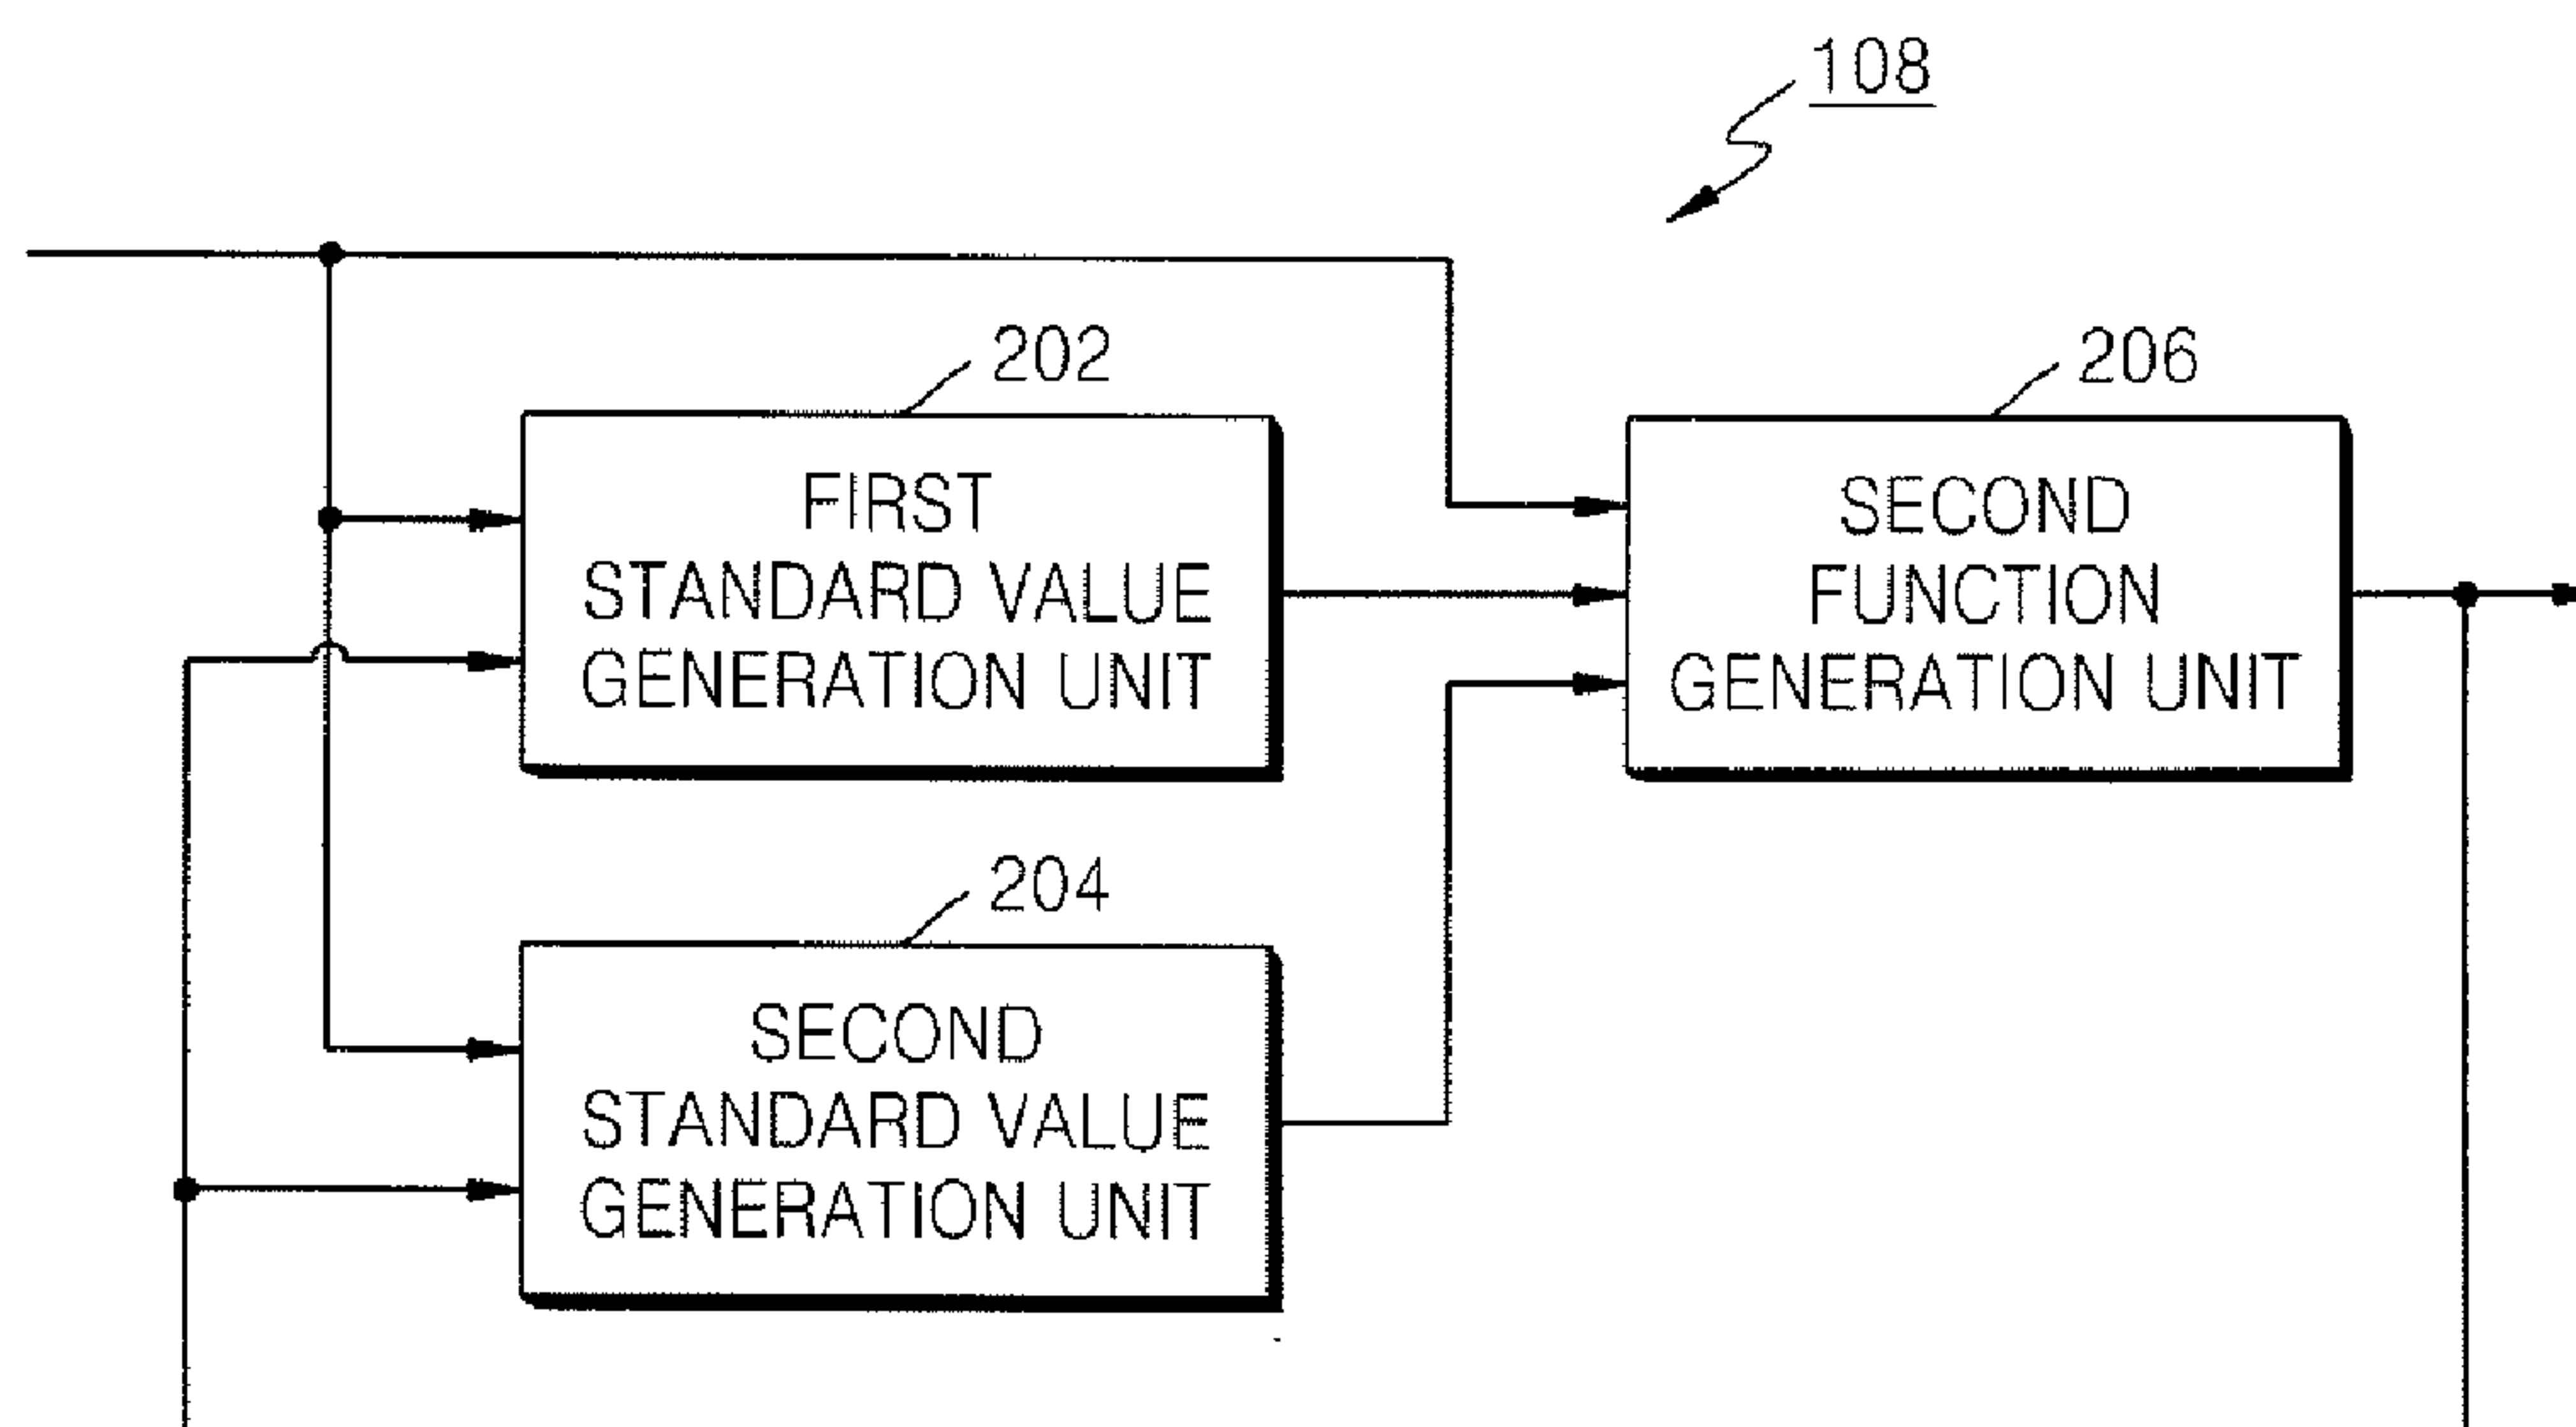 108
202
FIRST
STANDARD VALUE
GENERATION UNIT
206
SECOND
FUNCTION
GENERATION UNIT
204
SECOND
STANDARD VALUE
GENERATION UNIT